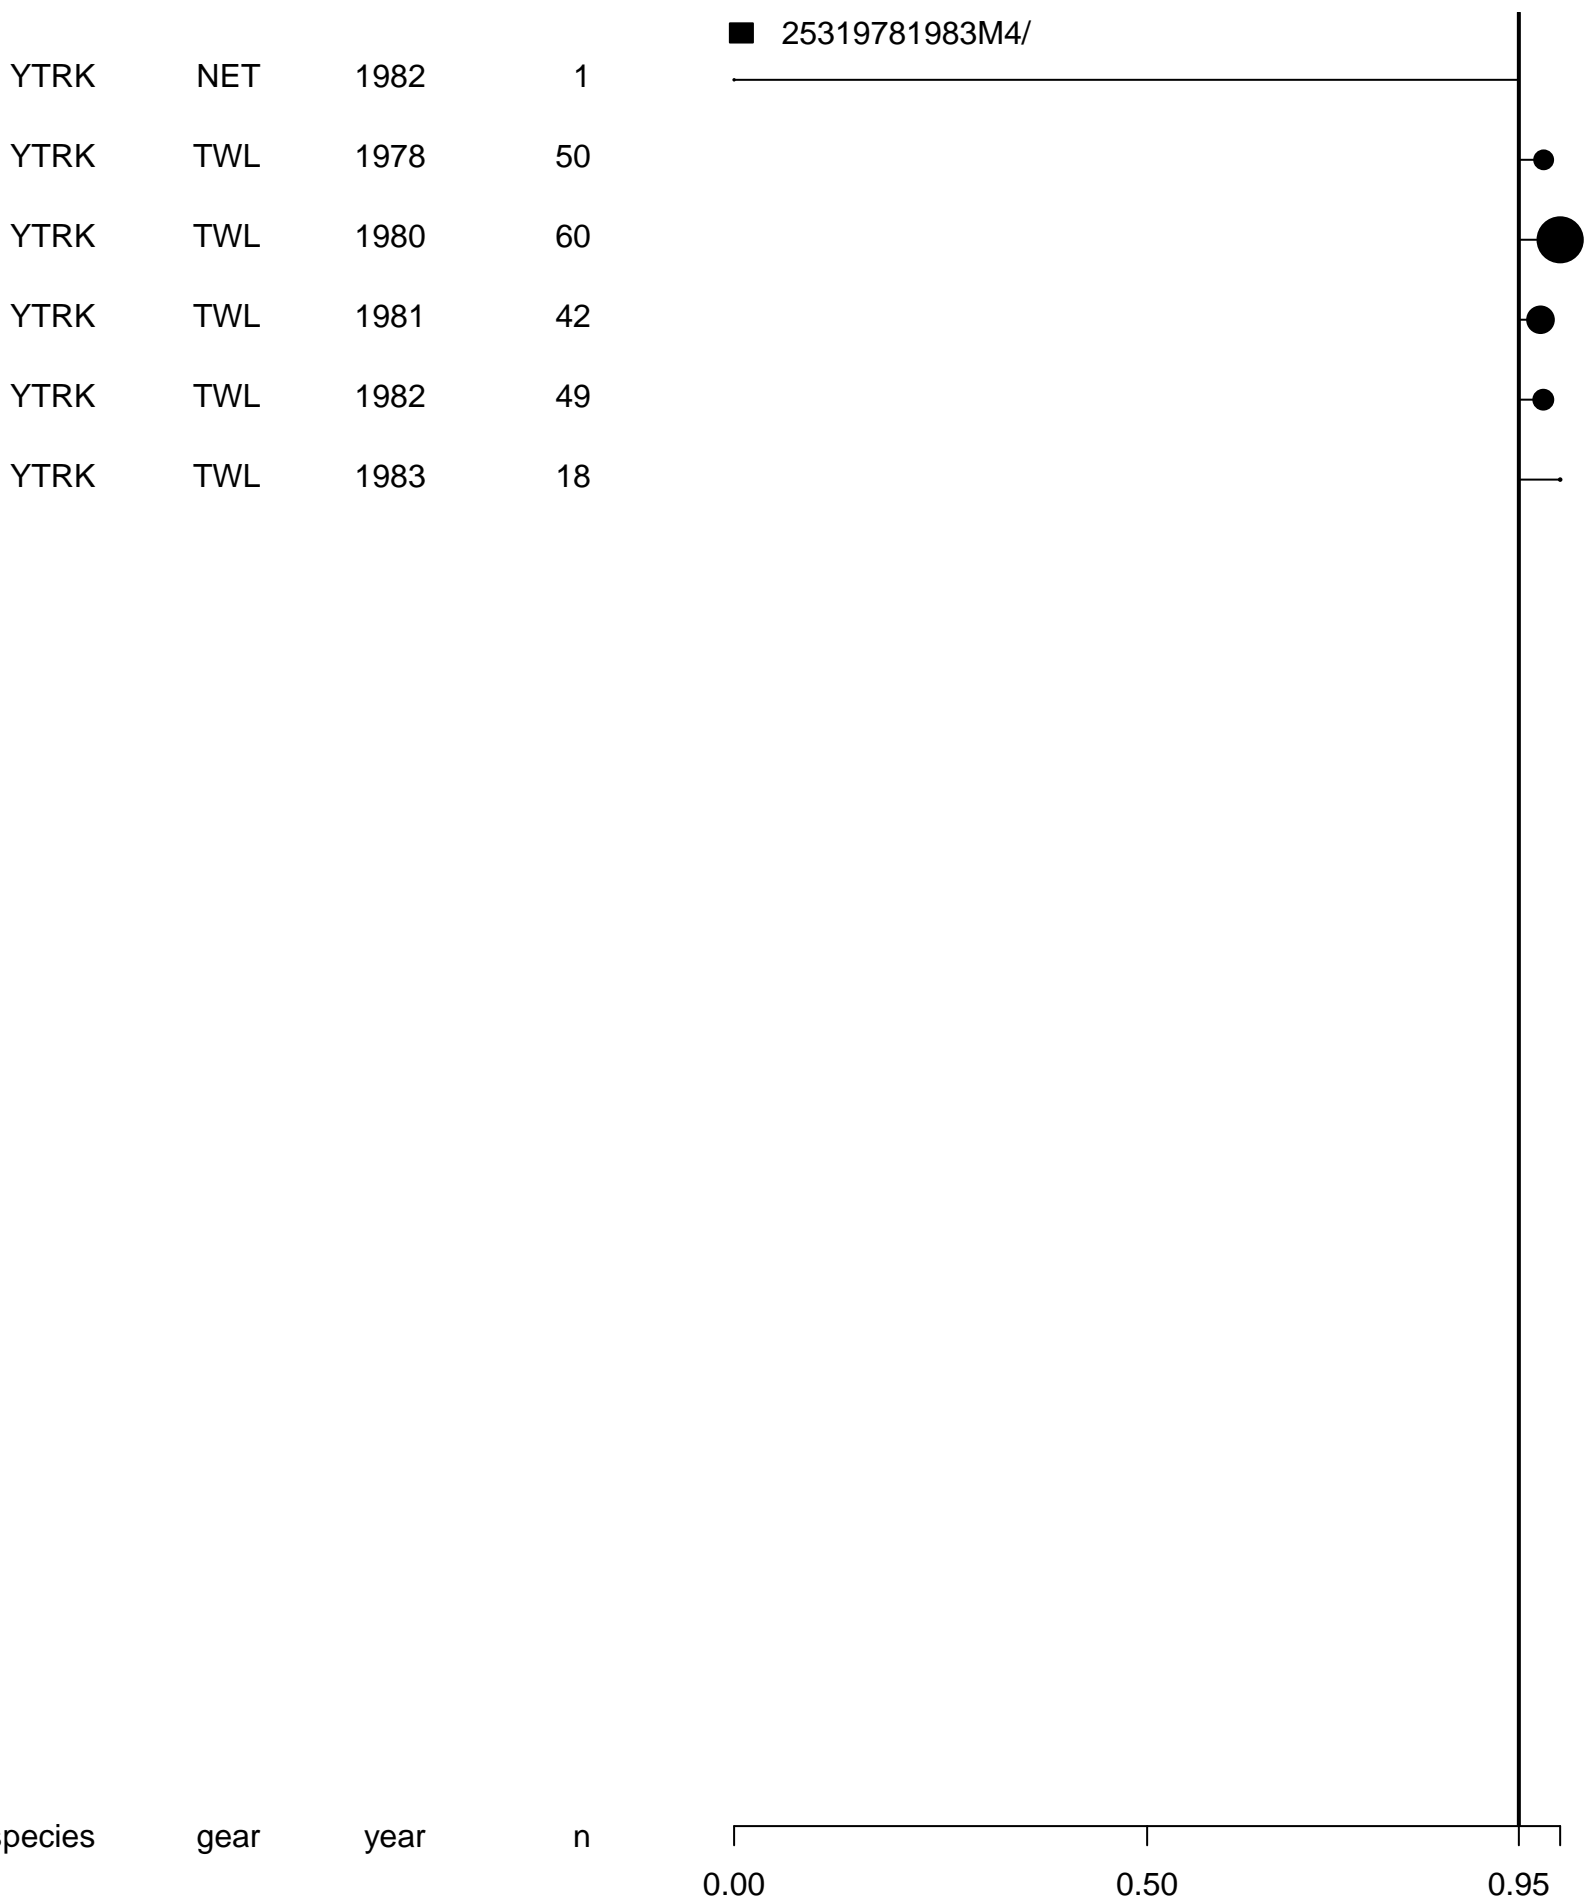 25319781983M4/
YTRK NET 1982 1
YTRK TWL 1978 50
YTRK TWL 1980 60
YTRK TWL 1981 42
YTRK TWL 1982 49
YTRK TWL 1983 18
pecies gear year n
0.00 0.50 0.95